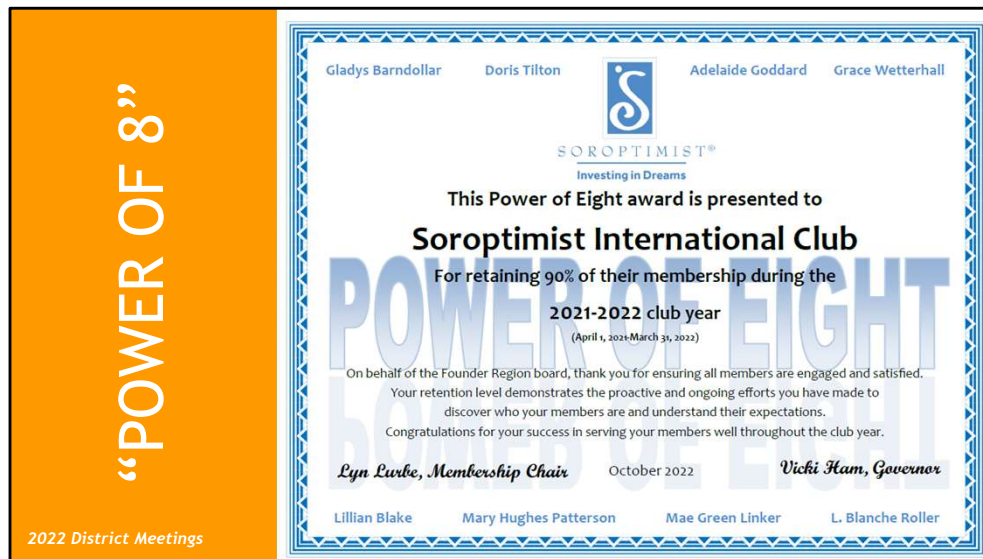 “POWER OF 8”
2022 District Meetings
Gladys Barndollar Doris Tilton Adelaide Goddard Grace Wetterhall
S
SOROPTIMIST®
Investing in Dreams
This Power of Eight award is presented to
Soroptimist International Club
POWER OF EIGHT
For retaining 90% of their membership during the
2021-2022 club year
(April 1, 2021-March 31, 2022)
On behalf of the Founder Region board, thank you for ensuring all members are engaged and satisfied.
Your retention level demonstrates the proactive and ongoing efforts you have made to
discover who your members are and understand their expectations.
Congratulations for your success in serving your members well throughout the club year.
Lyn Lurbe, Membership Chair October 2022 Vicki Ham, Governor
Lillian Blake Mary Hughes Patterson Mae Green Linker L. Blanche Roller